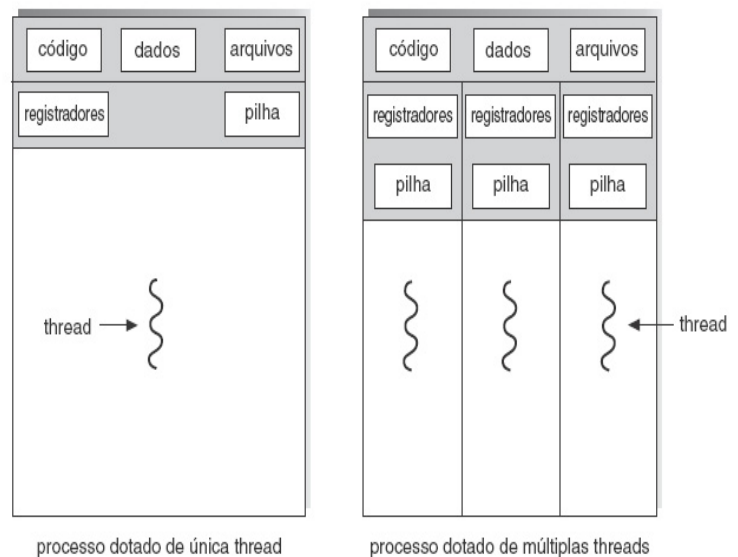 código dados arquivos
registradores pilha
thread
processo dotado de única thread
código dados arquivos
registradores registradores registradores
pilha pilha pilha
thread
processo dotado de múltiplas threads